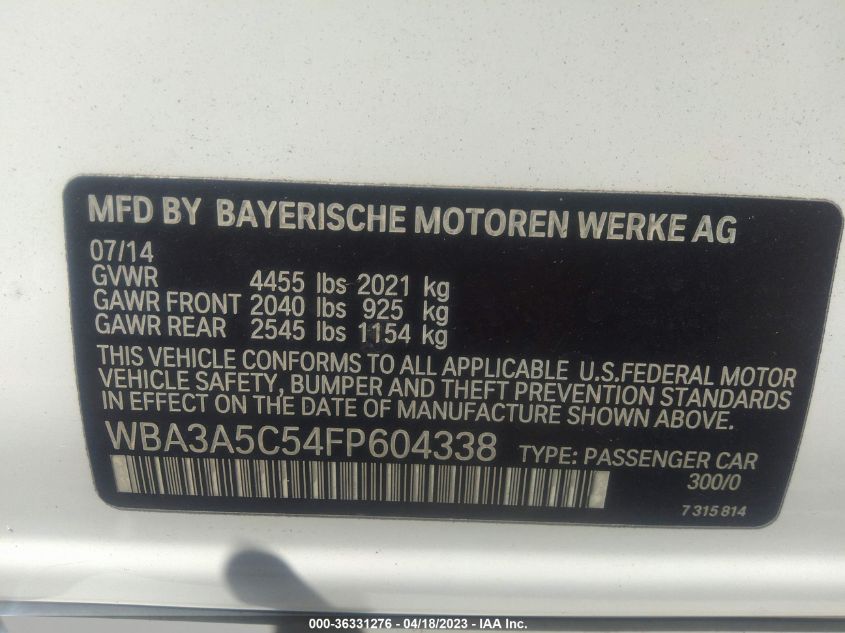 MFD BY BAYERISCHE MOTOREN WERKE AG
07/14
GVWR 4455 lbs 2021 kg
GAWR FRONT 2040 lbs 925 kg
GAWR REAR 2545 lbs 1154 kg
THIS VEHICLE CONFORMS TO ALL APPLICABLE U.S.FEDERAL MOTOR
VEHICLE SAFETY, BUMPER AND THEFT PREVENTION STANDARDS
IN EFFECT ON THE DATE OF MANUFACTURE SHOWN ABOVE.
WBA3A5C54FP604338 TYPE: PASSENGER CAR
300/0
7 315 814
000-36331276 - 04/18/2023 - IAA Inc.